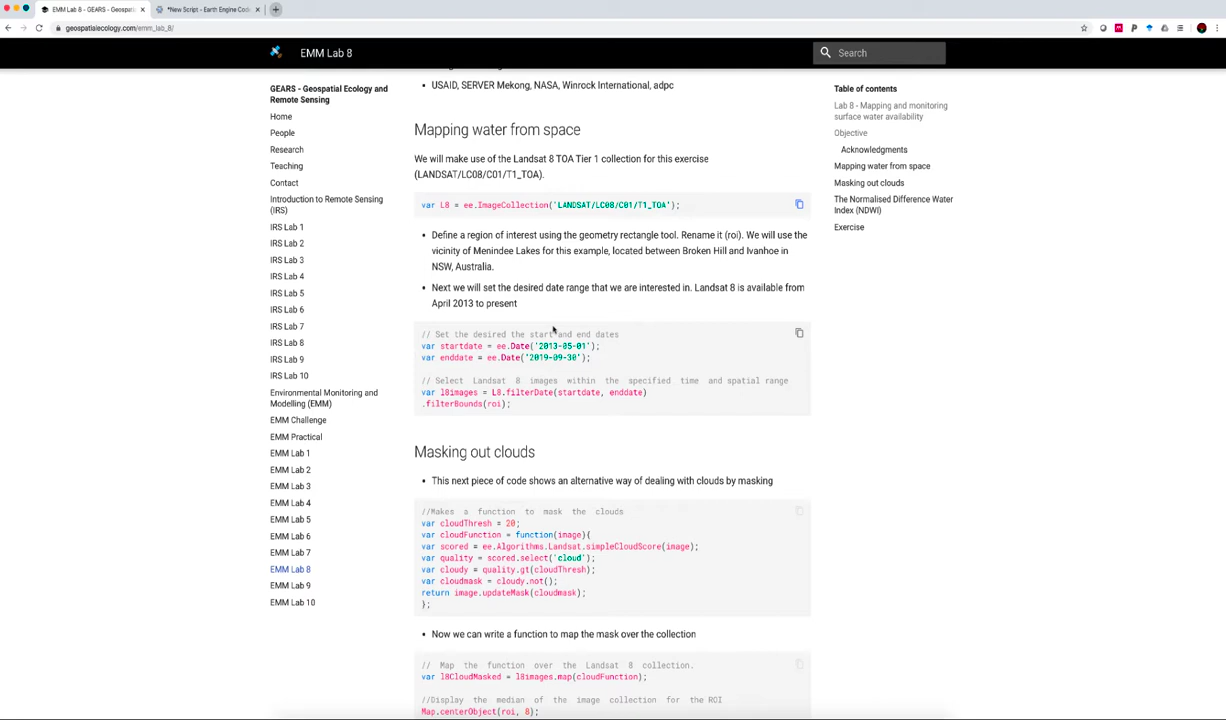 EMM Lab 8 - GEARS - Geospatial
*New Script - Earth Engine Cod
geospatialecology.com/emm_lab_8/
EMM Lab 8
Search
GEARS - Geospatial Ecology and
Remote Sensing
Home
People
Research
Teaching
Contact
Introduction to Remote Sensing
(IRS)
IRS Lab 1
IRS Lab 2
IRS Lab 3
IRS Lab 4
IRS Lab 5
IRS Lab 6
IRS Lab 7
IRS Lab 8
IRS Lab 9
IRS Lab 10
Environmental Monitoring and
Modelling (EMM)
EMM Challenge
EMM Practical
EMM Lab 1
EMM Lab 2
EMM Lab 3
EMM Lab 4
EMM Lab 5
EMM Lab 6
EMM Lab 7
EMM Lab 8
EMM Lab 9
EMM Lab 10
• USAID, SERVER Mekong, NASA, Winrock International, adpc
Mapping water from space
We will make use of the Landsat 8 TOA Tier 1 collection for this exercise
(LANDSAT/LC08/C01/T1_TOA).
var L8 = ee.ImageCollection('LANDSAT/LC08/C01/T1_TOA');
• Define a region of interest using the geometry rectangle tool. Rename it (roi). We will use the
vicinity of Menindee Lakes for this example, located between Broken Hill and Ivanhoe in
NSW, Australia.
• Next we will set the desired date range that we are interested in. Landsat 8 is available from
April 2013 to present
// Set the desired the start and end dates
var startdate = ee.Date('2013-05-01');
var enddate = ee.Date('2019-09-30');
// Select Landsat 8 images within the specified time and spatial range
var l8images = L8.filterDate(startdate, enddate)
.filterBounds(roi);
Masking out clouds
• This next piece of code shows an alternative way of dealing with clouds by masking
//Makes a function to mask the clouds
var cloudThresh = 20;
var cloudFunction = function(image){
var scored = ee.Algorithms.Landsat.simpleCloudScore(image);
var quality = scored.select('cloud');
var cloudy = quality.gt(cloudThresh);
var cloudmask = cloudy.not();
return image.updateMask(cloudmask);
};
• Now we can write a function to map the mask over the collection
// Map the function over the Landsat 8 collection.
var l8CloudMasked = l8images.map(cloudFunction);
//Display the median of the image collection for the ROI
Map.centerObject(roi, 8);
Table of contents
Lab 8 - Mapping and monitoring
surface water availability
Objective
Acknowledgments
Mapping water from space
Masking out clouds
The Normalised Difference Water
Index (NDWI)
Exercise